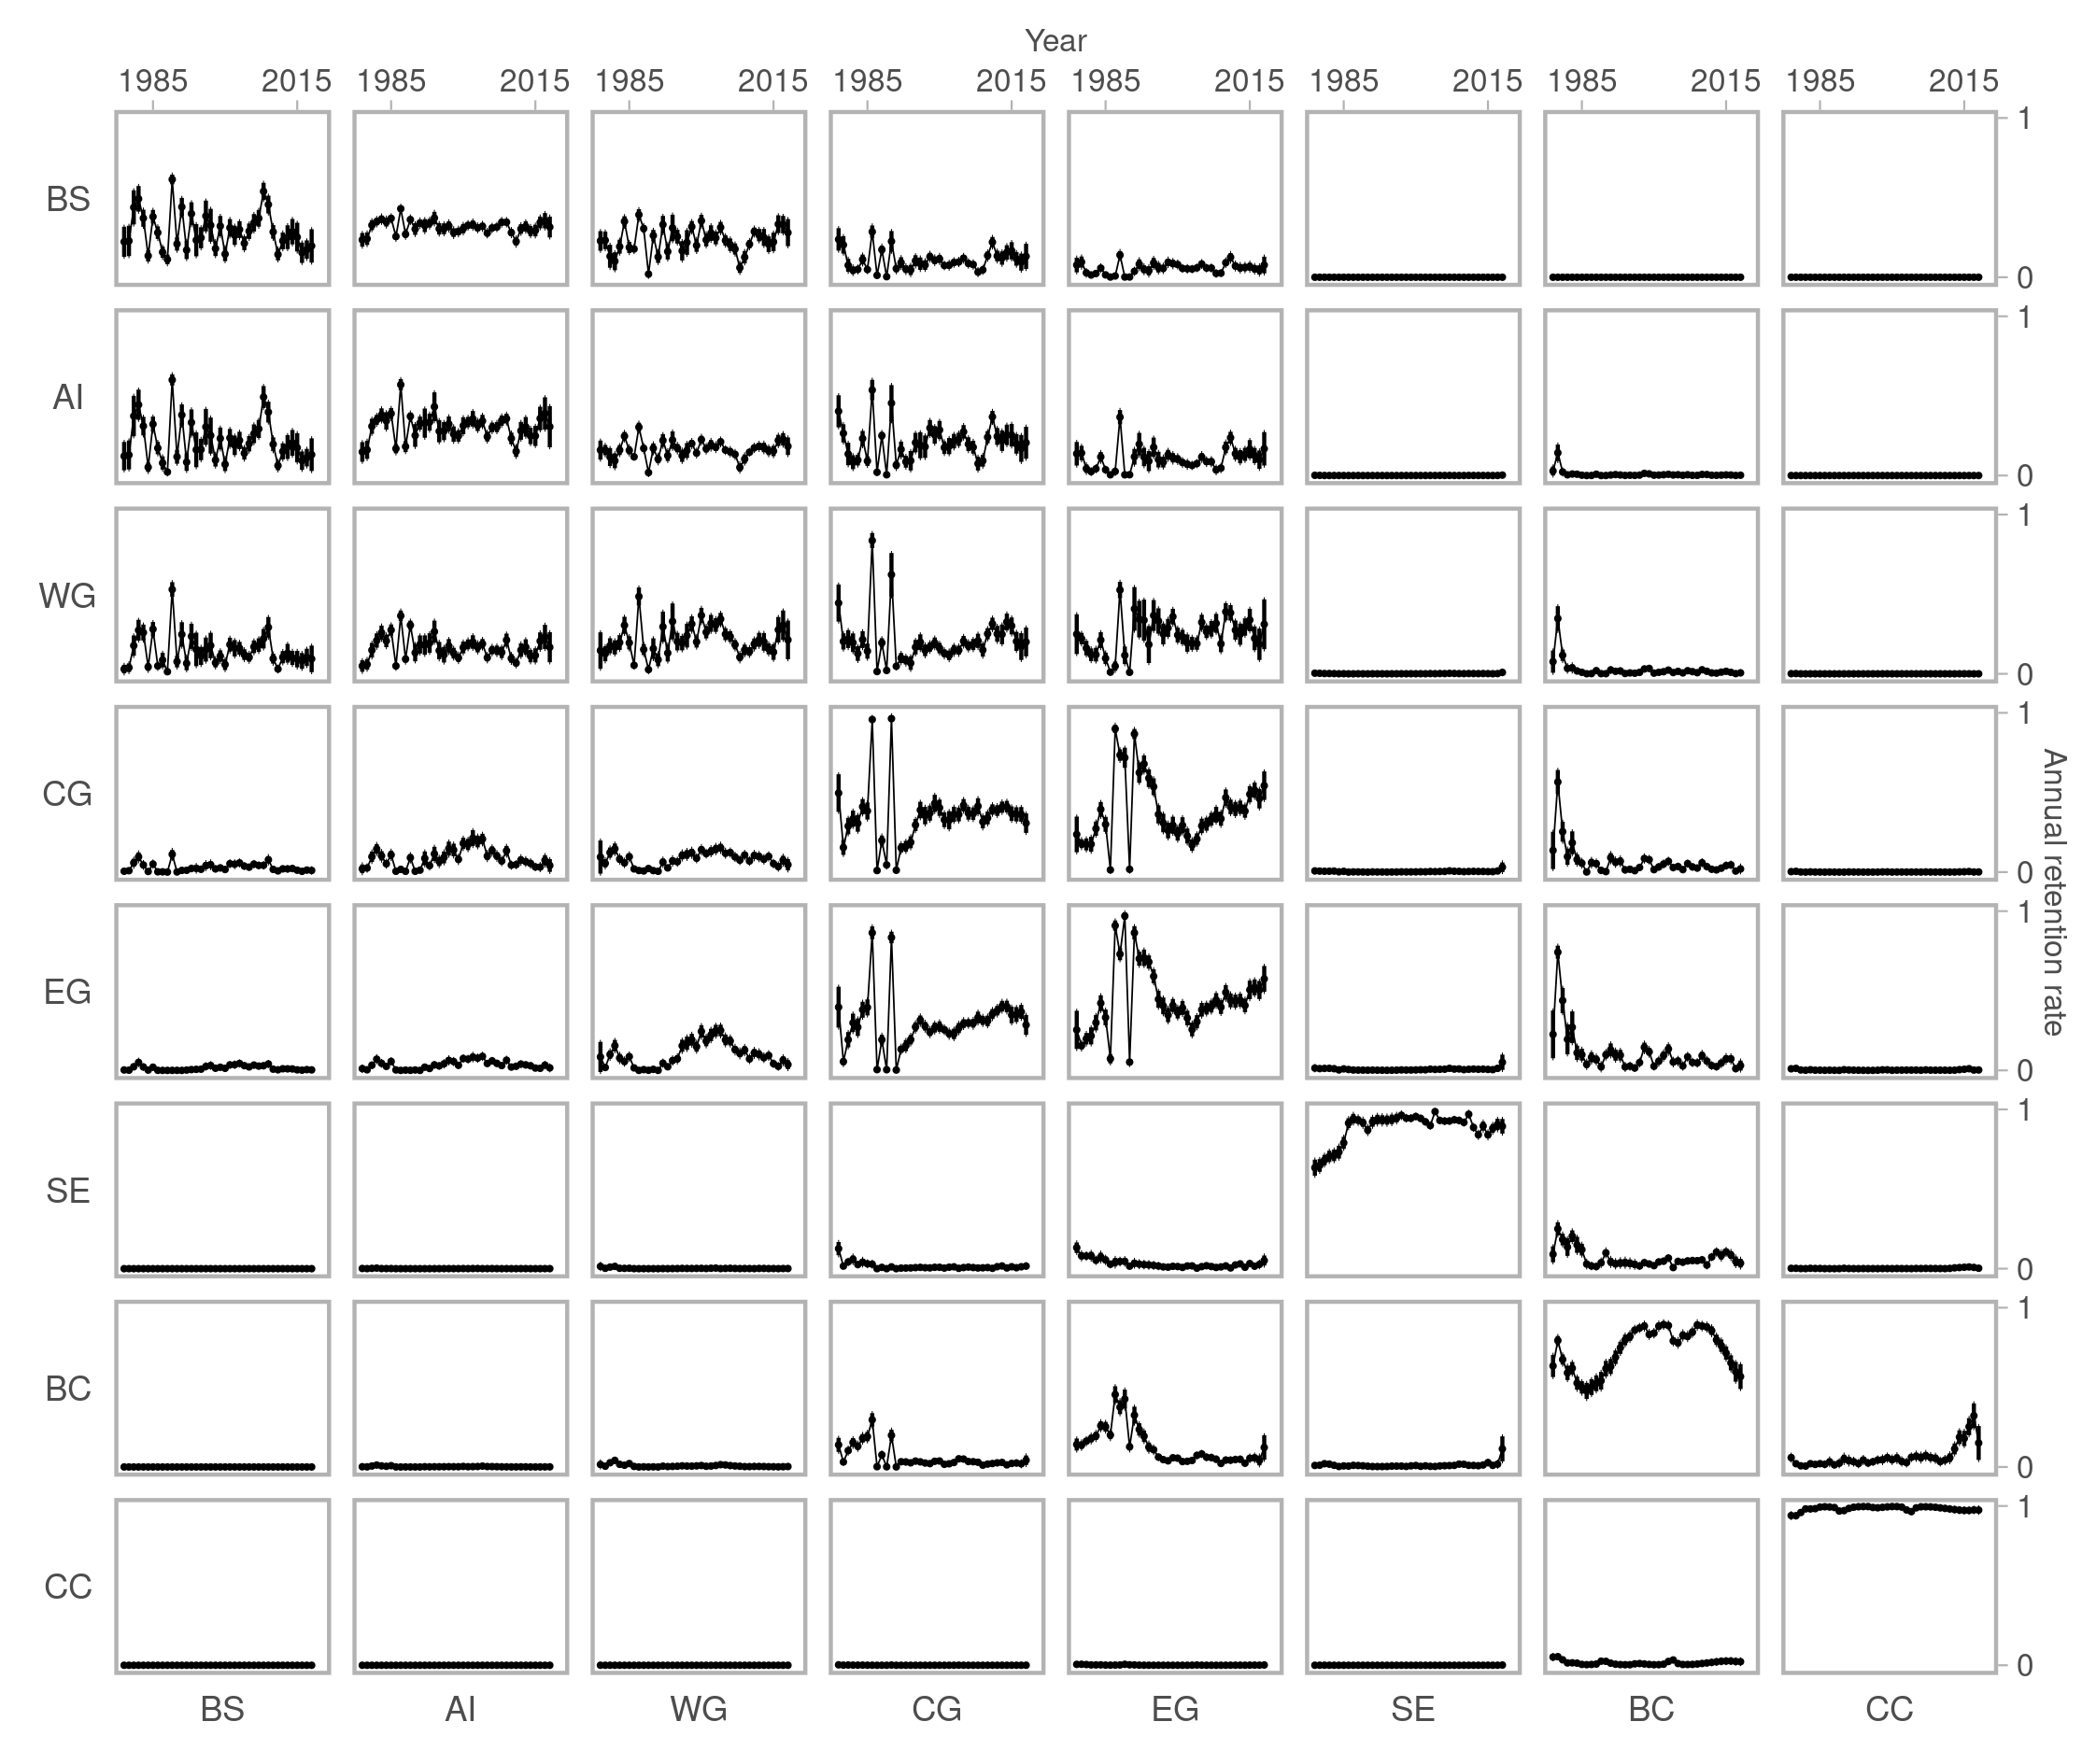 Year
1985 2015 1985 2015 1985 2015 1985 2015 1985 2015 1985 2015 1985 2015 1985 2015
BS 1
0
AI 1
0
WG 1
0
CG 1
0
Annual retention rate
EG 1
0
SE 1
0
BC 1
0
CC 1
0
BS AI WG CG EG SE BC CC